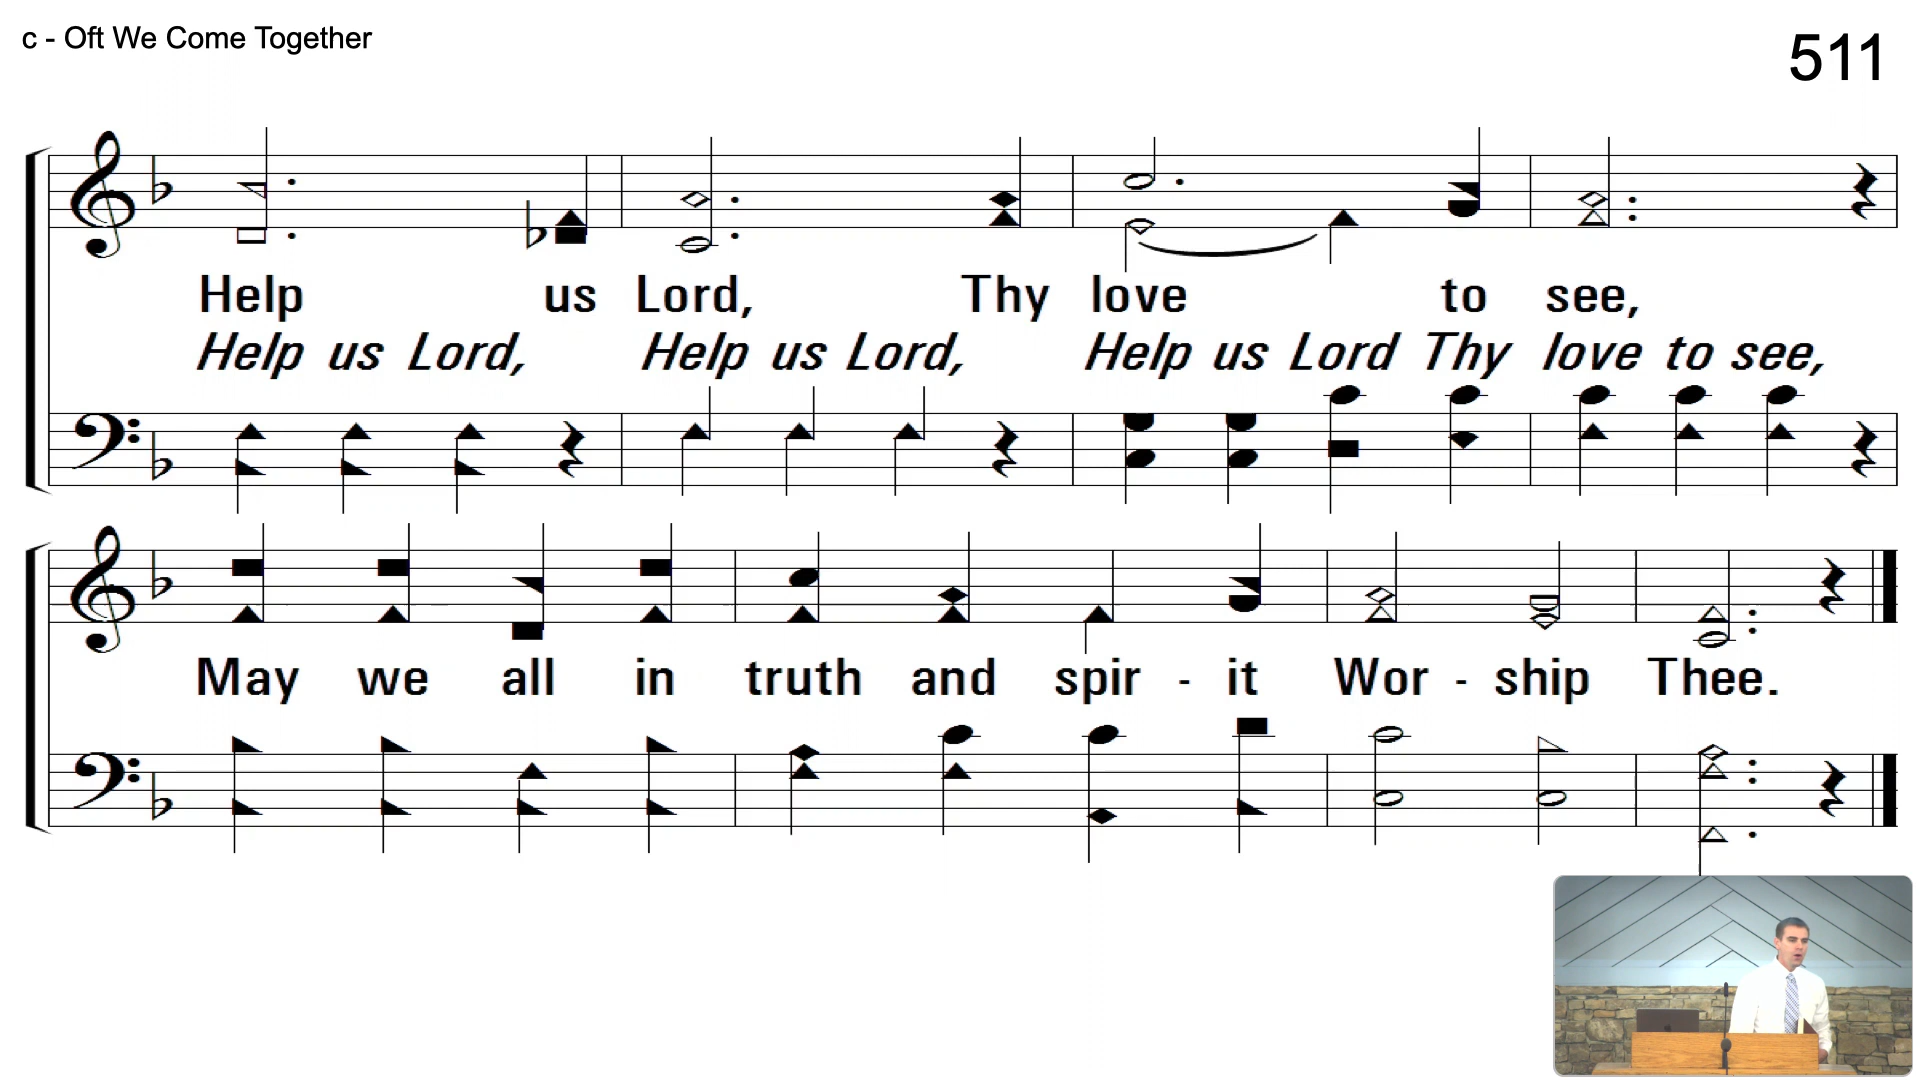 c - Oft We Come Together
511
Help us Lord, Thy love to see,
Help us Lord, Help us Lord, Help us Lord Thy love to see,
May we all in truth and spir - it Wor - ship Thee.